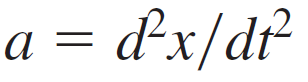 a = d²x/dt²